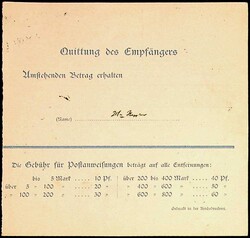 Quittung des Empfängers
Umstehenden Betrag erhalten
(Name)
Die Gebühr für Postanweisungen beträgt auf alle Entfernungen:
bis 5 Mark ..... 10 Pf.
über 5 " 100 " ..... 20 "
" 100 " 200 " ..... 30 "
über 200 bis 400 Mark .... 40 Pf.
" 400 " 600 " .... 50 "
" 600 " 800 " .... 60 "
Gedruckt in der Reichsdruckerei.